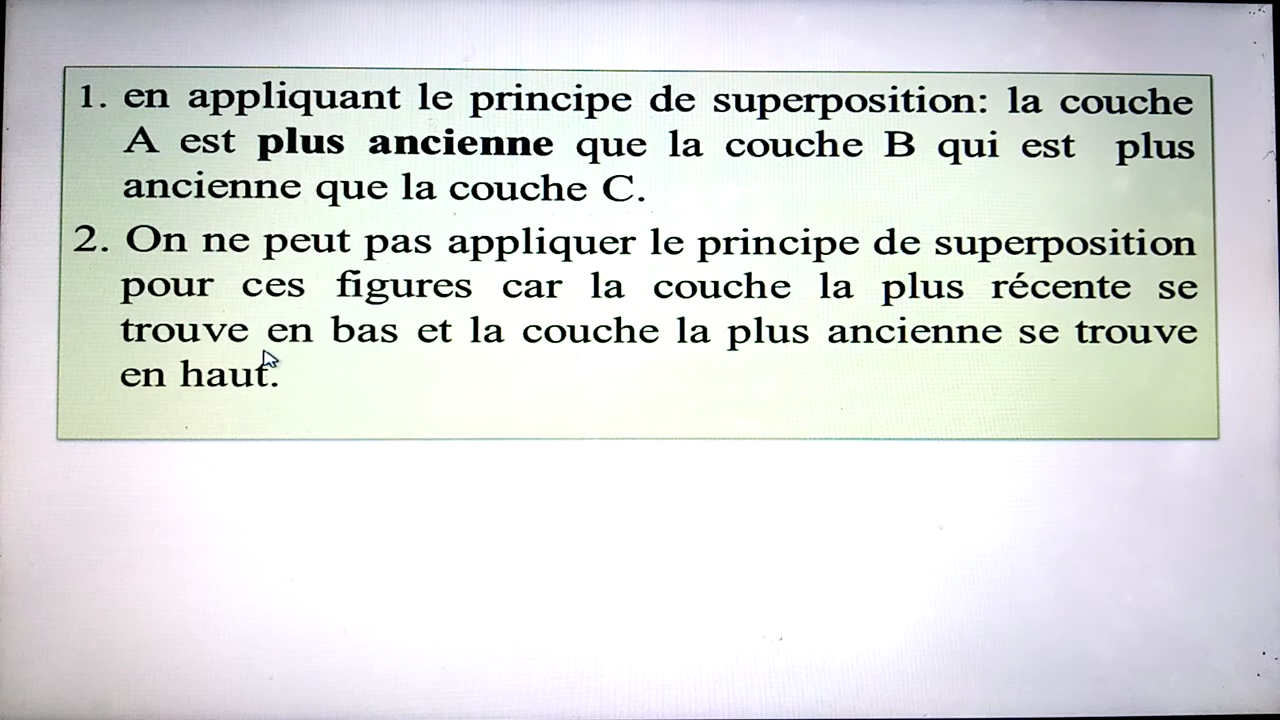 1. en appliquant le principe de superposition: la couche
A est plus ancienne que la couche B qui est plus
ancienne que la couche C.
2. On ne peut pas appliquer le principe de superposition
pour ces figures car la couche la plus récente se
trouve en bas et la couche la plus ancienne se trouve
en haut.